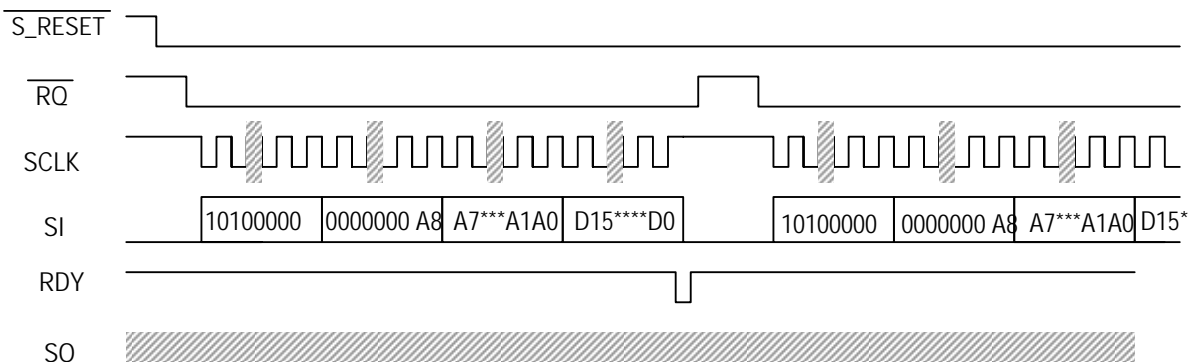 S_RESET
RQ
SCLK
SI 10100000 0000000 A8 A7***A1A0 D15****D0 10100000 0000000 A8 A7***A1A0 D15*
RDY
SO